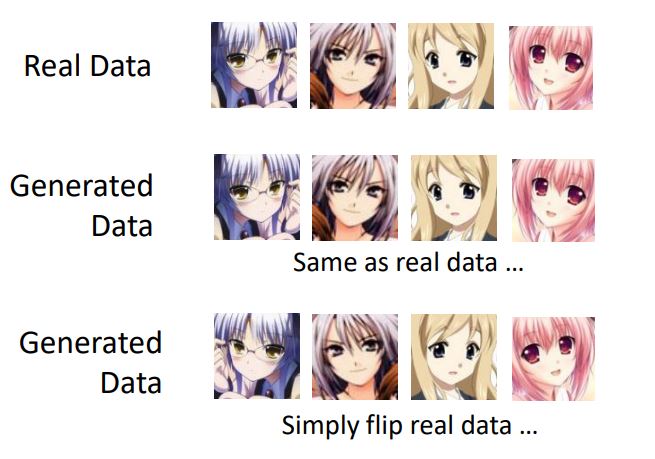 Real Data
Generated
Data
Same as real data ...
Generated
Data
Simply flip real data ...